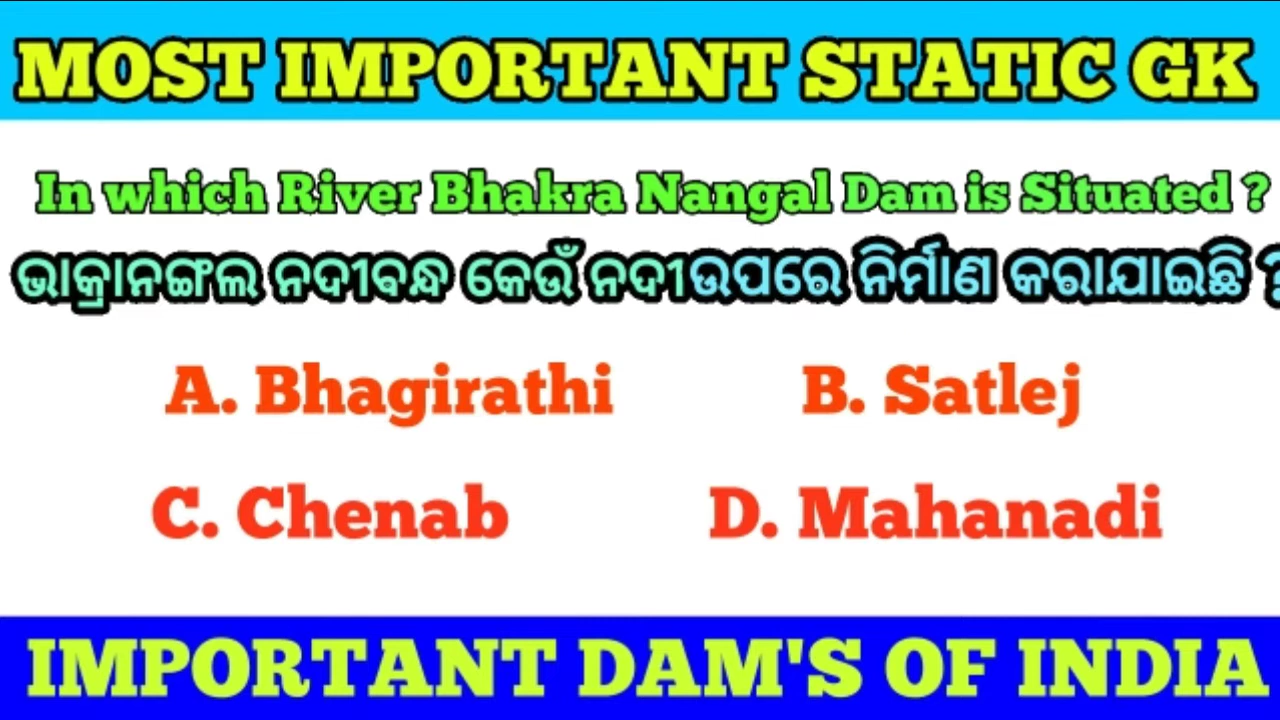 MOST IMPORTANT STATIC GK
In which River Bhakra Nangal Dam is Situated ?
ଭାକ୍ରାନଙ୍ଗଲ ନଦୀବନ୍ଧ କେଉଁ ନଦୀଉପରେ ନିର୍ମାଣ କରାଯାଇଛି ?
A. Bhagirathi B. Satlej
C. Chenab D. Mahanadi
IMPORTANT DAM'S OF INDIA